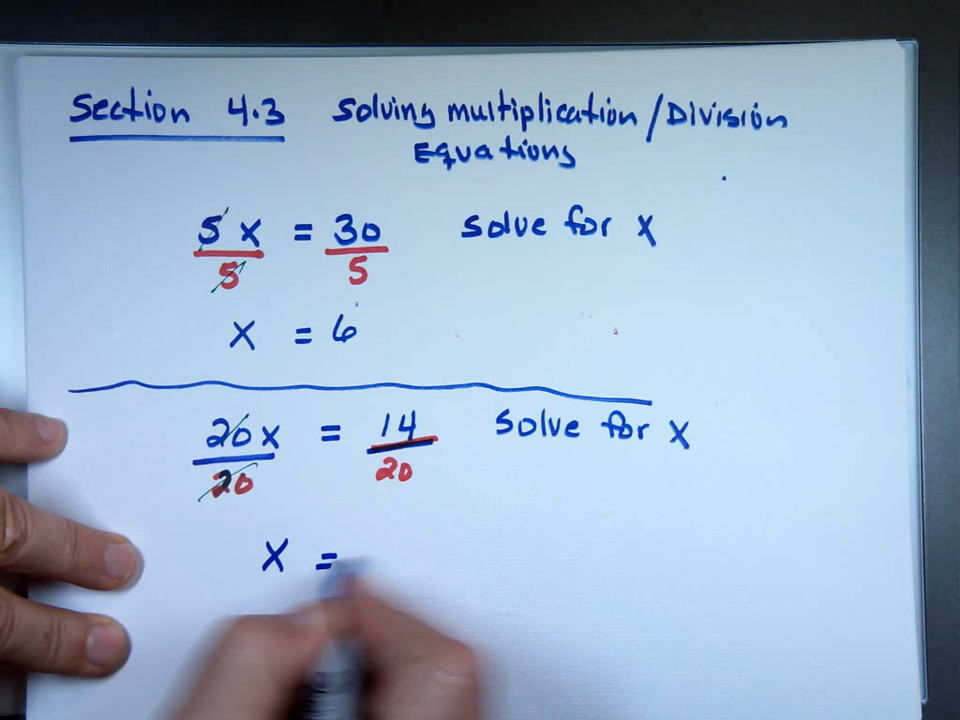 Section 4.3 Solving multiplication/Division
Equations
5x = 30 solve for x
5 5
x = 6
20x = 14 solve for x
20 20
x =